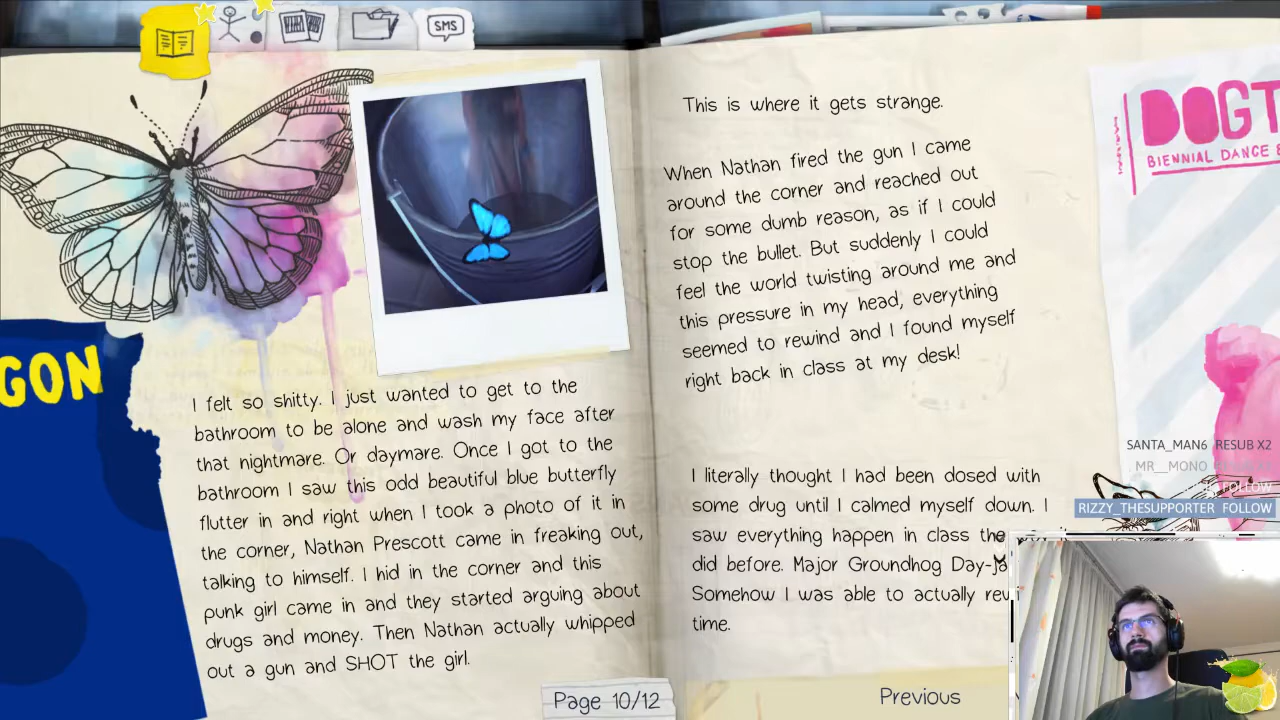 SMS
GON
I felt so shitty. I just wanted to get to the
bathroom to be alone and wash my face after
that nightmare. Or daymare. Once I got to the
bathroom I saw this odd beautiful blue butterfly
flutter in and right when I took a photo of it in
the corner, Nathan Prescott came in freaking out,
talking to himself. I hid in the corner and this
punk girl came in and they started arguing about
drugs and money. Then Nathan actually whipped
out a gun and SHOT the girl.
Page 10/12
This is where it gets strange.
When Nathan fired the gun I came
around the corner and reached out
for some dumb reason, as if I could
stop the bullet. But suddenly I could
feel the world twisting around me and
this pressure in my head, everything
seemed to rewind and I found myself
right back in class at my desk!
I literally thought I had been dosed with
some drug until I calmed myself down. I
saw everything happen in class the
did before. Major Groundhog Day-
Somehow I was able to actually
time.
Previous
DOGT
BIENNIAL DANCE
SANTA_MAN6 RESUB X2
MR__MONO
FOLLOW
RIZZY_THESUPPORTER FOLLOW